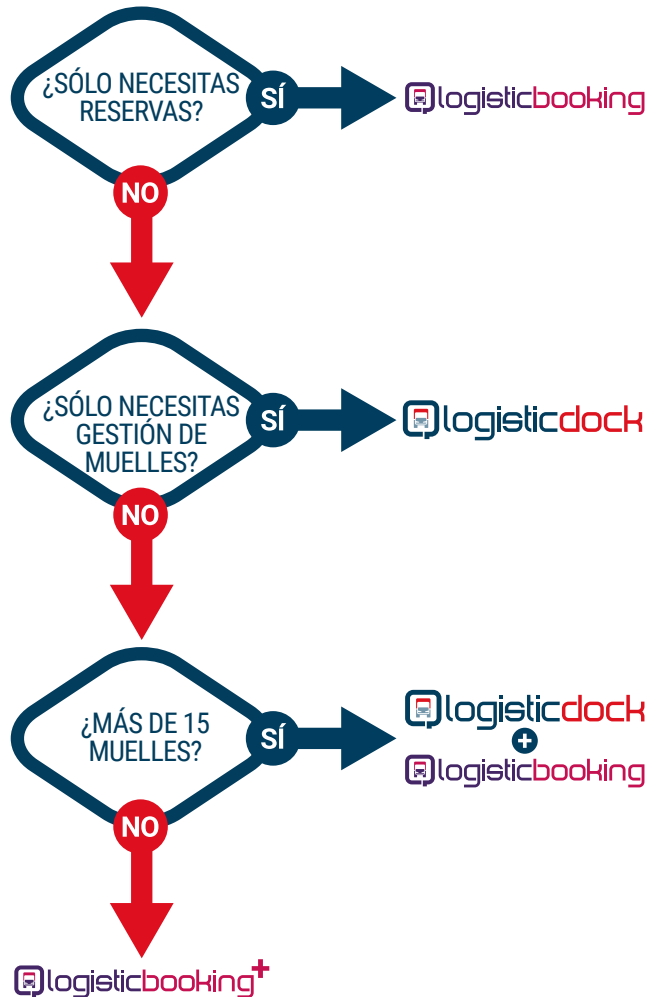 ¿SÓLO NECESITAS
RESERVAS?
SÍ
logisticbooking
NO
¿SÓLO NECESITAS
GESTIÓN DE
MUELLES?
SÍ
logisticdock
NO
¿MÁS DE 15
MUELLES?
SÍ
logisticdock
+
logisticbooking
NO
logisticbooking+